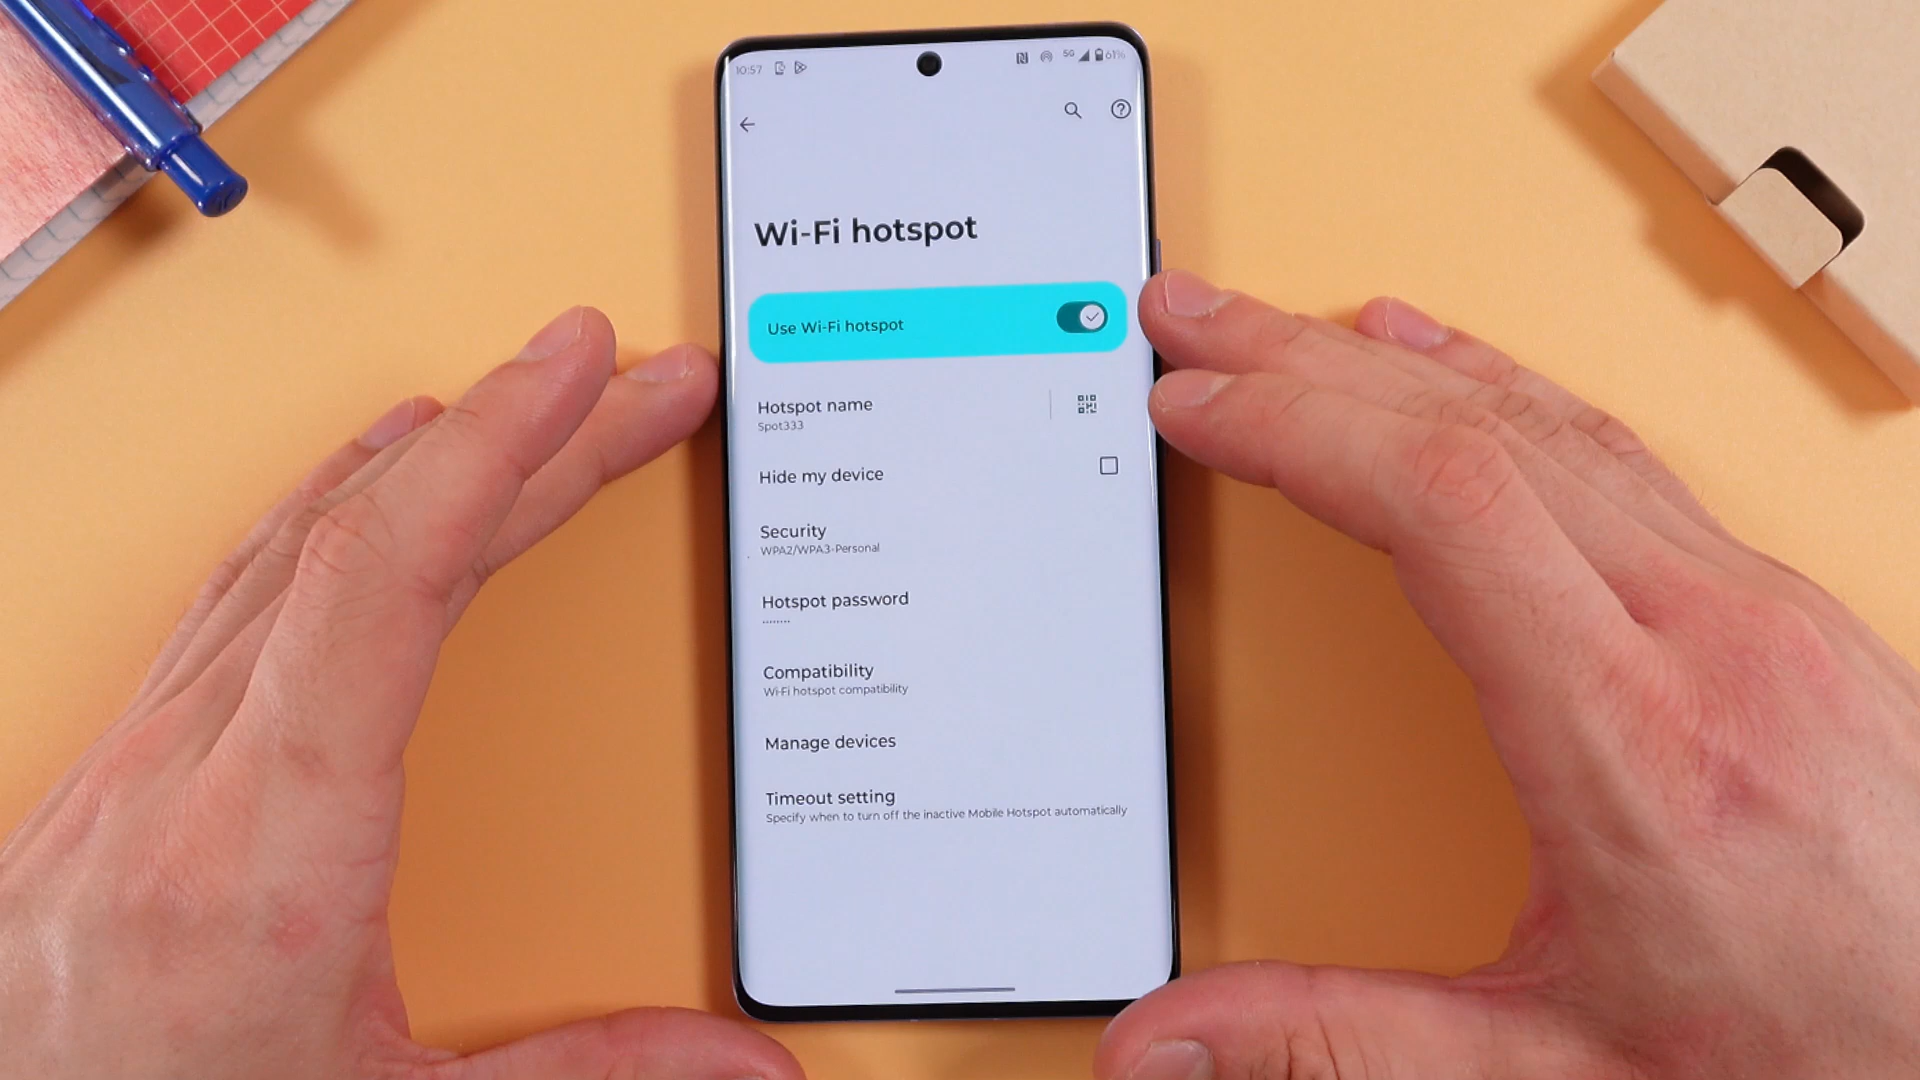 10:57 5G 61%
Wi-Fi hotspot
Use Wi-Fi hotspot
Hotspot name
Spot333
Hide my device
Security
WPA2/WPA3-Personal
Hotspot password
........
Compatibility
Wi-Fi hotspot compatibility
Manage devices
Timeout setting
Specify when to turn off the inactive Mobile Hotspot automatically